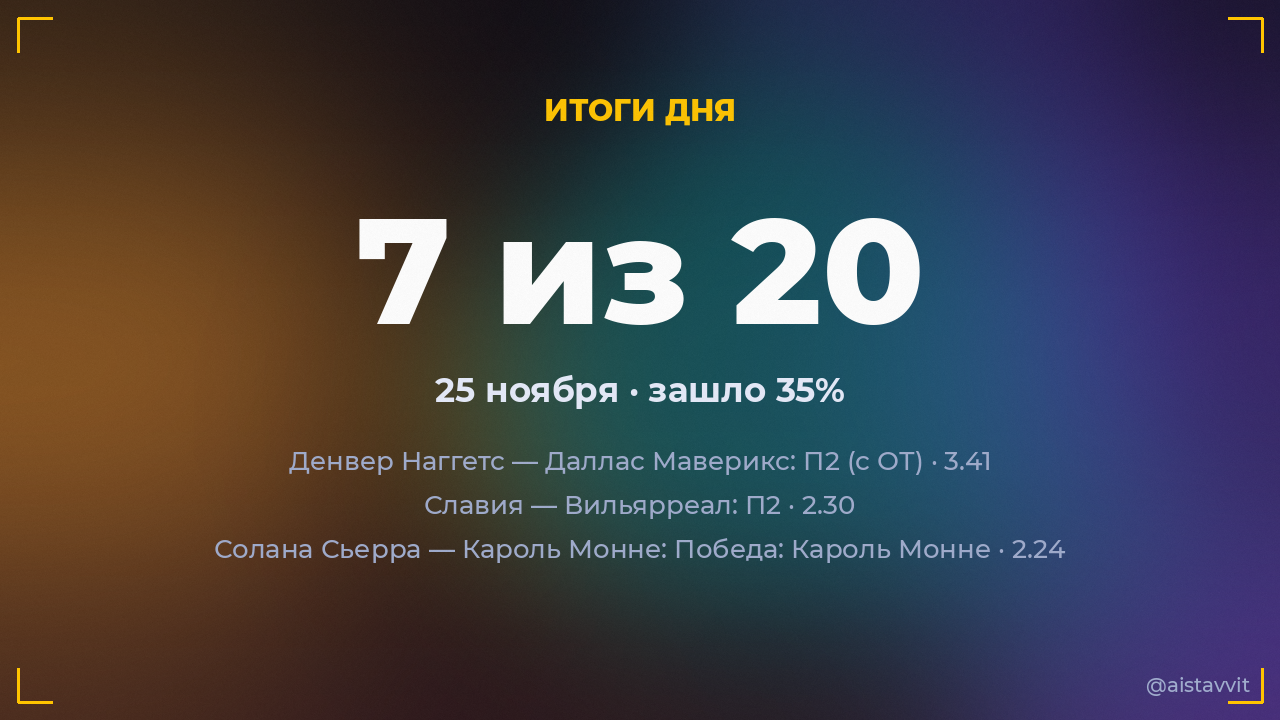 ИТОГИ ДНЯ
7 из 20
25 ноября · зашло 35%
Денвер Наггетс — Даллас Маверикс: П2 (с ОТ) · 3.41
Славия — Вильярреал: П2 · 2.30
Солана Сьерра — Кароль Монне: Победа: Кароль Монне · 2.24
@aistavvit